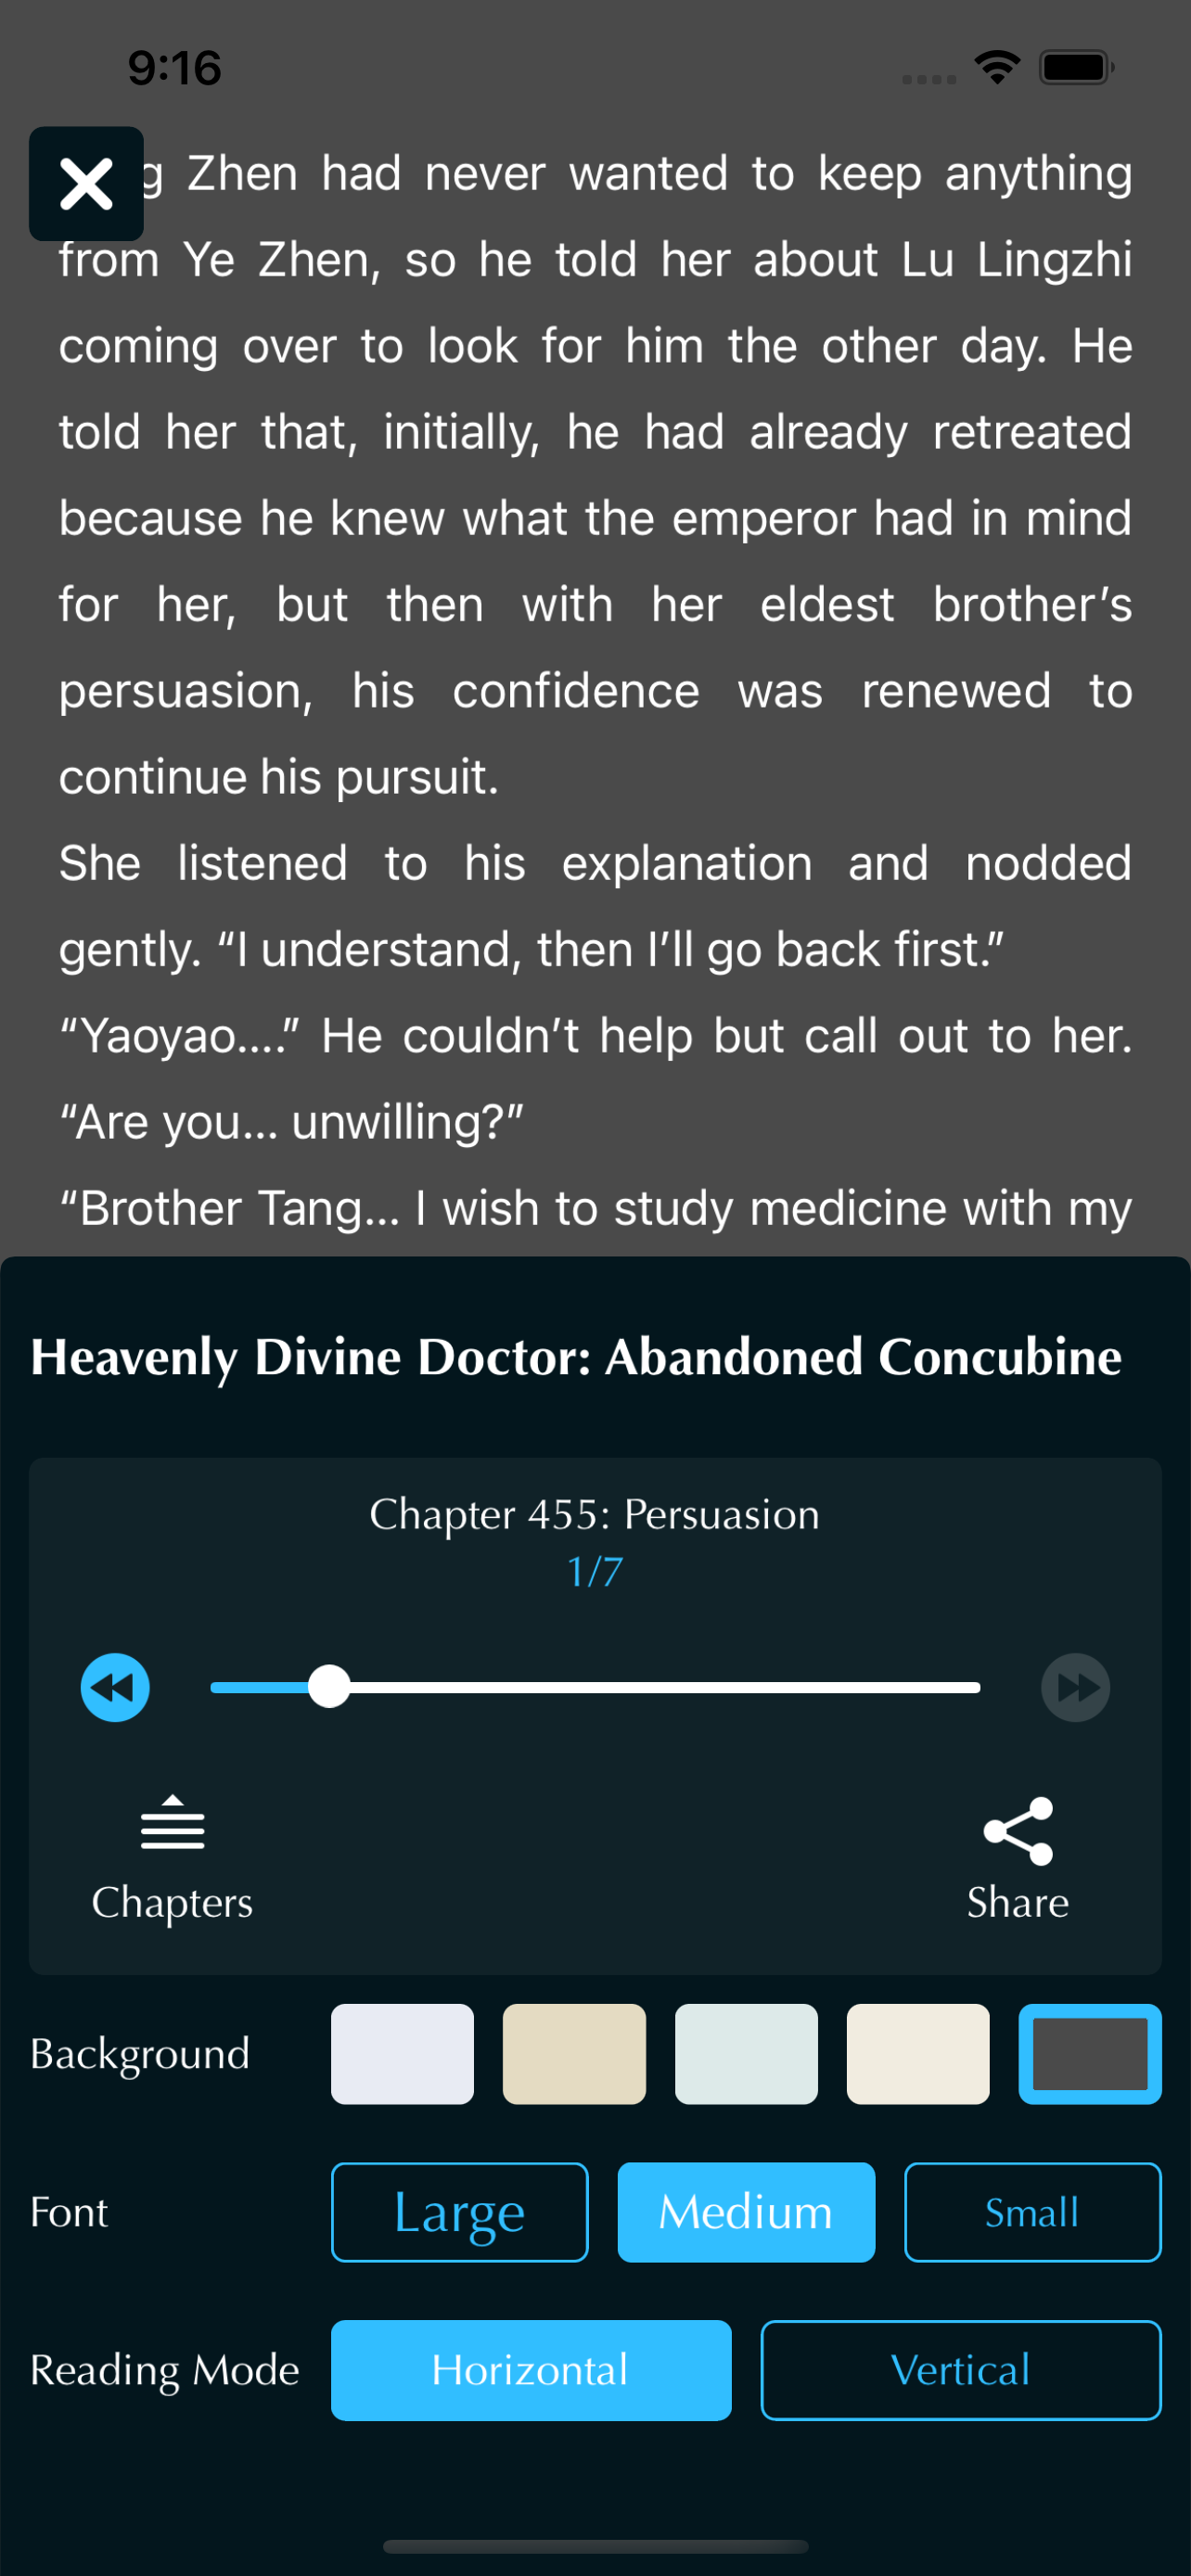 9:16
Zhen had never wanted to keep anything
from Ye Zhen, so he told her about Lu Lingzhi
coming over to look for him the other day. He
told her that, initially, he had already retreated
because he knew what the emperor had in mind
for her, but then with her eldest brother’s
persuasion, his confidence was renewed to
continue his pursuit.
She listened to his explanation and nodded
gently. “I understand, then I’ll go back first.”
“Yaoyao....” He couldn’t help but call out to her.
“Are you... unwilling?”
“Brother Tang... I wish to study medicine with my
Heavenly Divine Doctor: Abandoned Concubine
Chapter 455: Persuasion
1/7
Chapters
Share
Background
Font
Large
Medium
Small
Reading Mode
Horizontal
Vertical